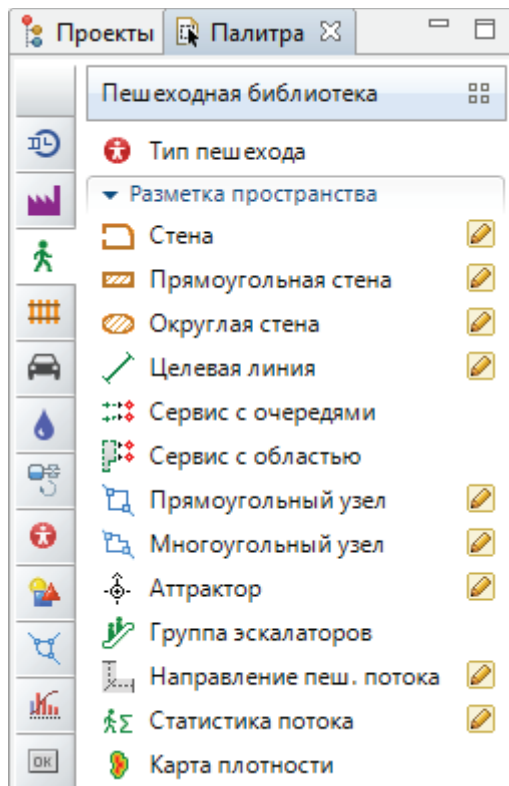 Проекты Палитра
Пешеходная библиотека
Тип пешехода
Разметка пространства
Стена
Прямоугольная стена
Округлая стена
Целевая линия
Сервис с очередями
Сервис с областью
Прямоугольный узел
Многоугольный узел
Аттрактор
Группа эскалаторов
Направление пеш. потока
Статистика потока
Карта плотности
OK